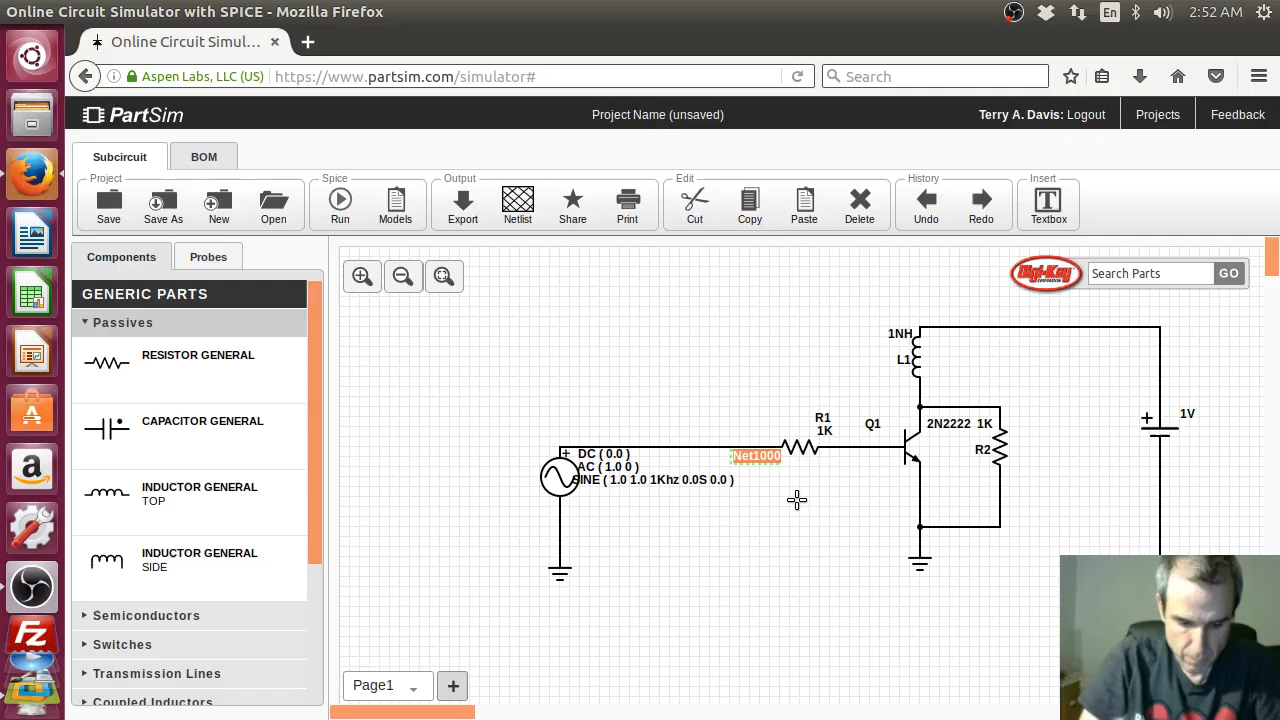 Online Circuit Simulator with SPICE - Mozilla Firefox
En
2:52 AM
Online Circuit Simul...
Aspen Labs, LLC (US)
https://www.partsim.com/simulator#
Search
PartSim
Project Name (unsaved)
Terry A. Davis: Logout
Projects
Feedback
Subcircuit
BOM
Project
Spice
Output
Edit
History
Insert
Save
Save As
New
Open
Run
Models
Export
Netlist
Share
Print
Cut
Copy
Paste
Delete
Undo
Redo
Textbox
Components
Probes
Digi-Key
CORPORATION
Search Parts
GO
GENERIC PARTS
Passives
RESISTOR GENERAL
CAPACITOR GENERAL
INDUCTOR GENERAL
TOP
INDUCTOR GENERAL
SIDE
Semiconductors
Switches
Transmission Lines
Coupled Inductors
1NH
L1
R1
1K
Q1
2N2222
1K
R2
1V
DC ( 0.0 )
AC ( 1.0 0 )
SINE ( 1.0 1.0 1Khz 0.0S 0.0 )
Net1000
Page1